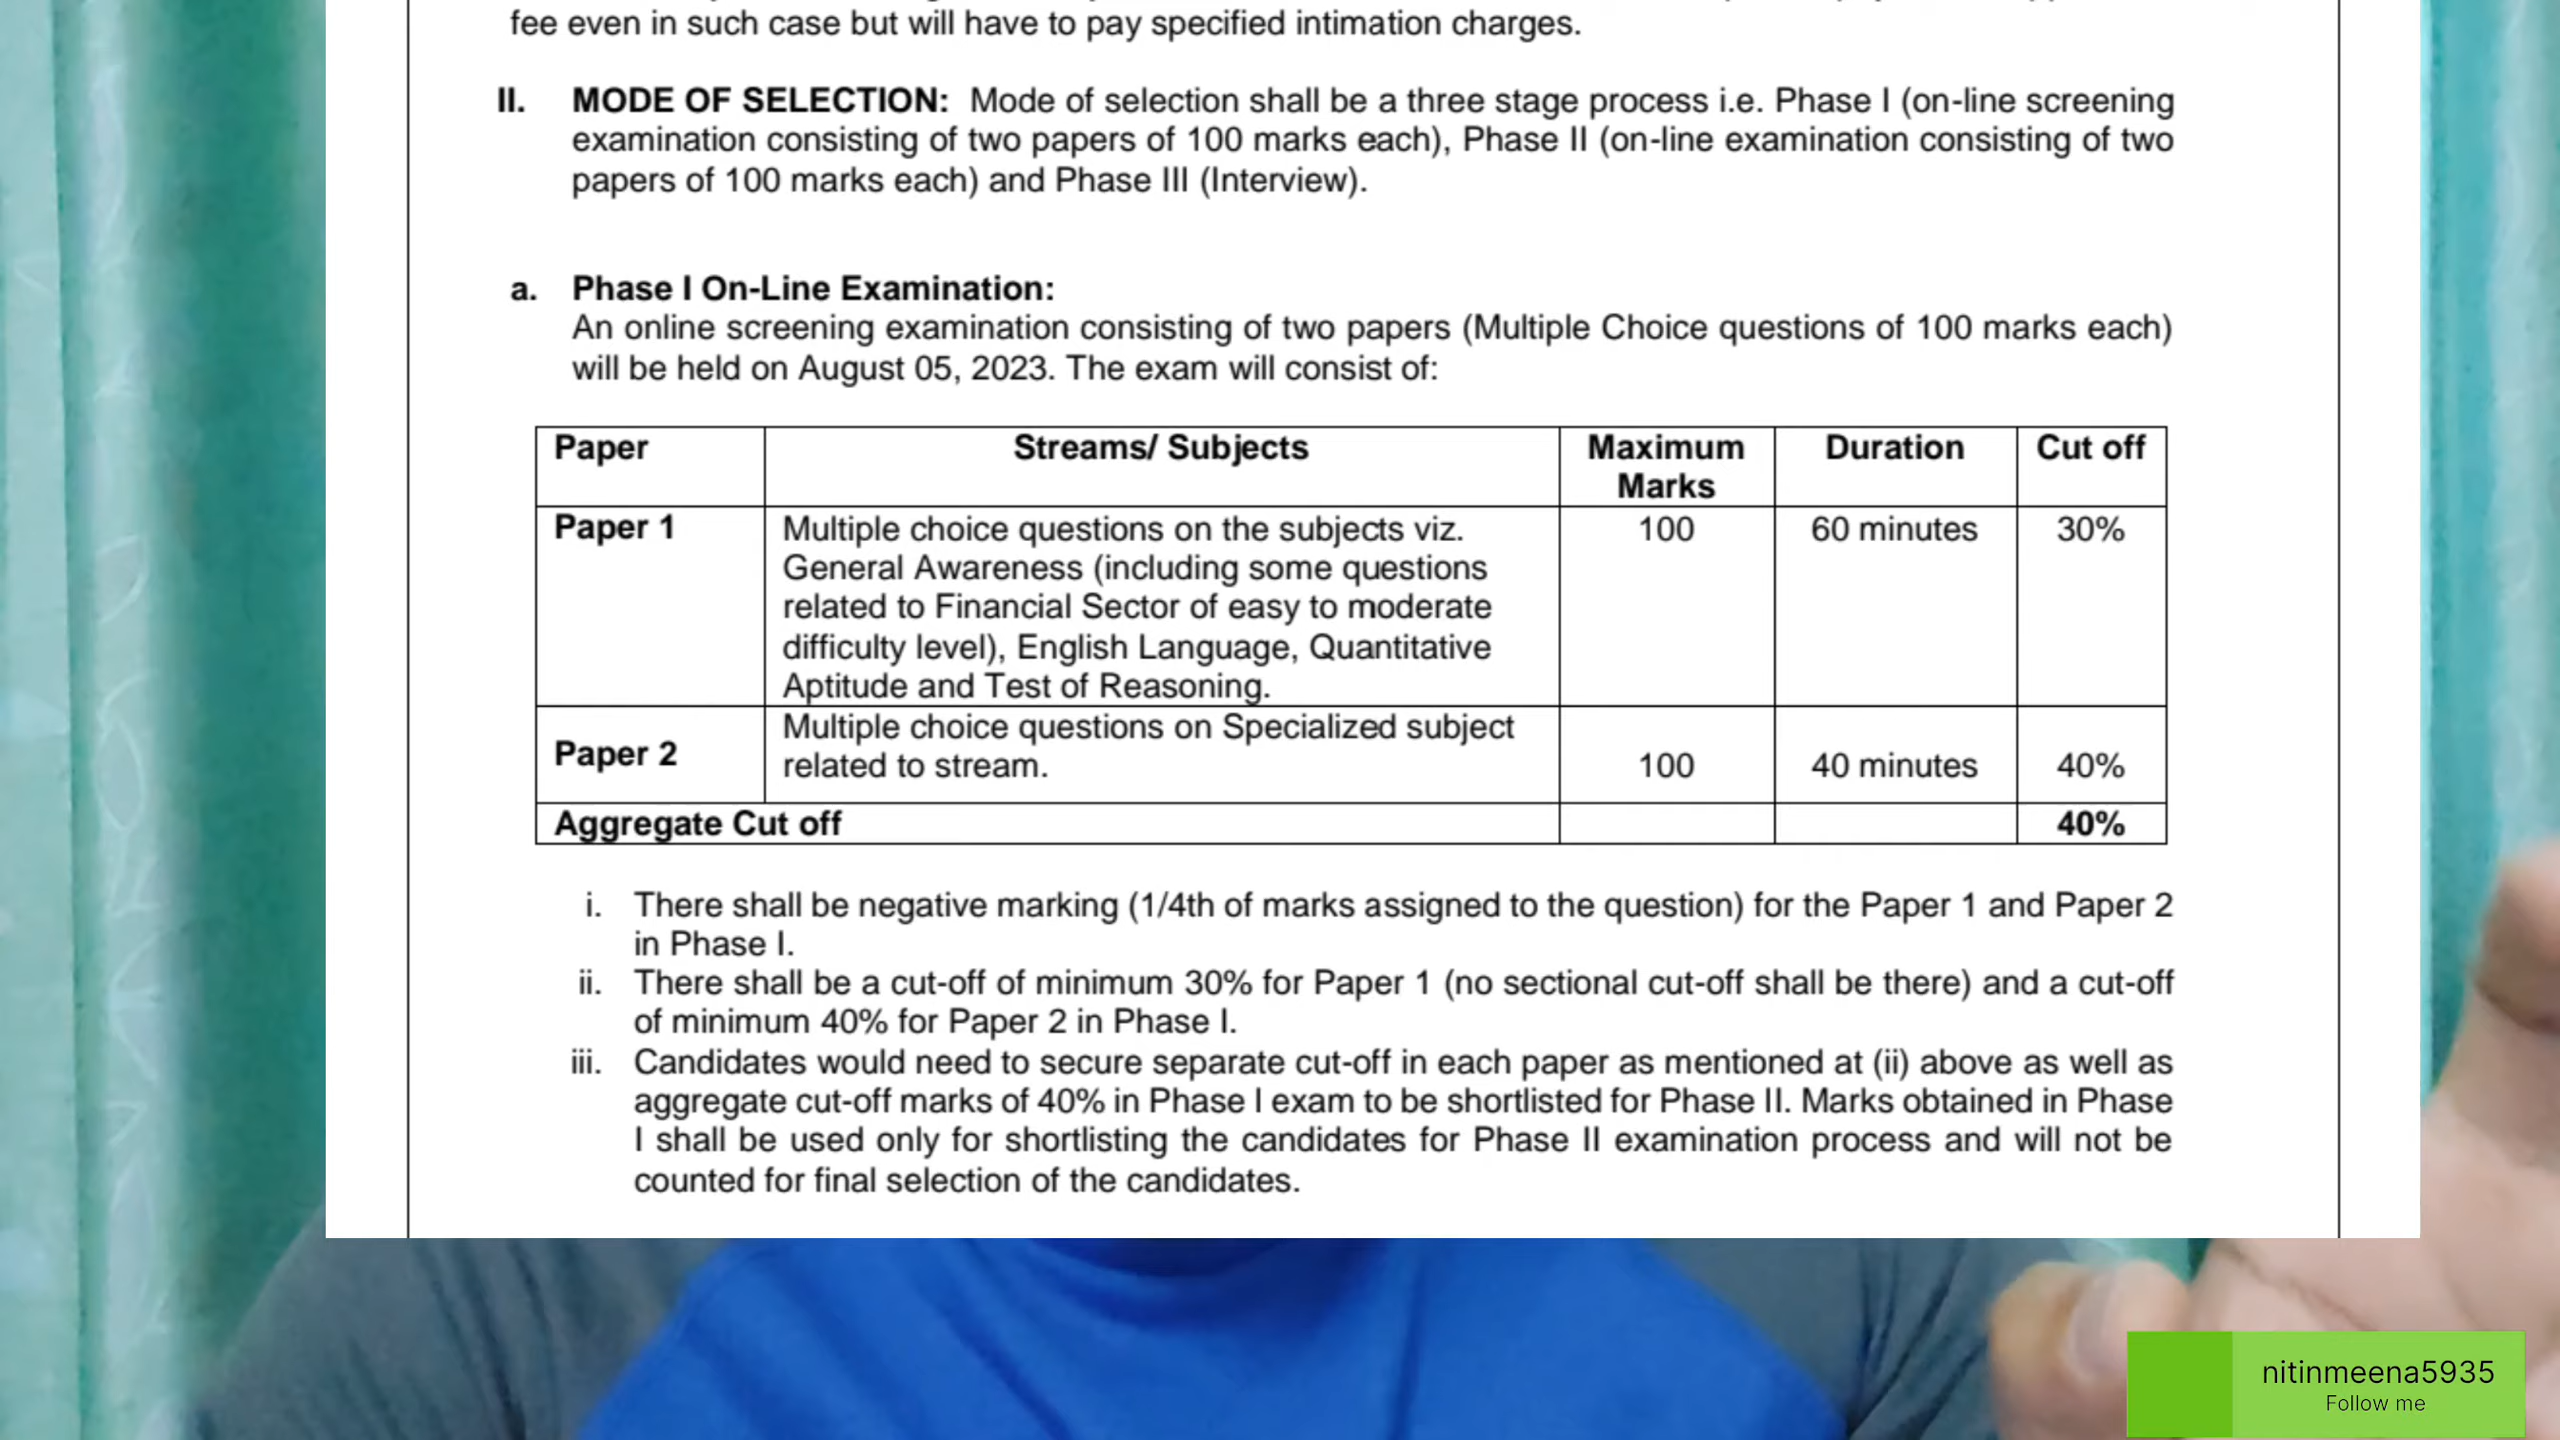 fee even in such case but will have to pay specified intimation charges.
II. MODE OF SELECTION: Mode of selection shall be a three stage process i.e. Phase I (on-line screening
examination consisting of two papers of 100 marks each), Phase II (on-line examination consisting of two
papers of 100 marks each) and Phase III (Interview).
a. Phase I On-Line Examination:
An online screening examination consisting of two papers (Multiple Choice questions of 100 marks each)
will be held on August 05, 2023. The exam will consist of:
Paper Streams/ Subjects Maximum Duration Cut off
Marks
Paper 1 Multiple choice questions on the subjects viz. 100 60 minutes 30%
General Awareness (including some questions
related to Financial Sector of easy to moderate
difficulty level), English Language, Quantitative
Aptitude and Test of Reasoning.
Multiple choice questions on Specialized subject
Paper 2 related to stream. 100 40 minutes 40%
Aggregate Cut off 40%
i. There shall be negative marking (1/4th of marks assigned to the question) for the Paper 1 and Paper 2
in Phase I.
ii. There shall be a cut-off of minimum 30% for Paper 1 (no sectional cut-off shall be there) and a cut-off
of minimum 40% for Paper 2 in Phase I.
iii. Candidates would need to secure separate cut-off in each paper as mentioned at (ii) above as well as
aggregate cut-off marks of 40% in Phase I exam to be shortlisted for Phase II. Marks obtained in Phase
I shall be used only for shortlisting the candidates for Phase II examination process and will not be
counted for final selection of the candidates.
nitinmeena5935
Follow me